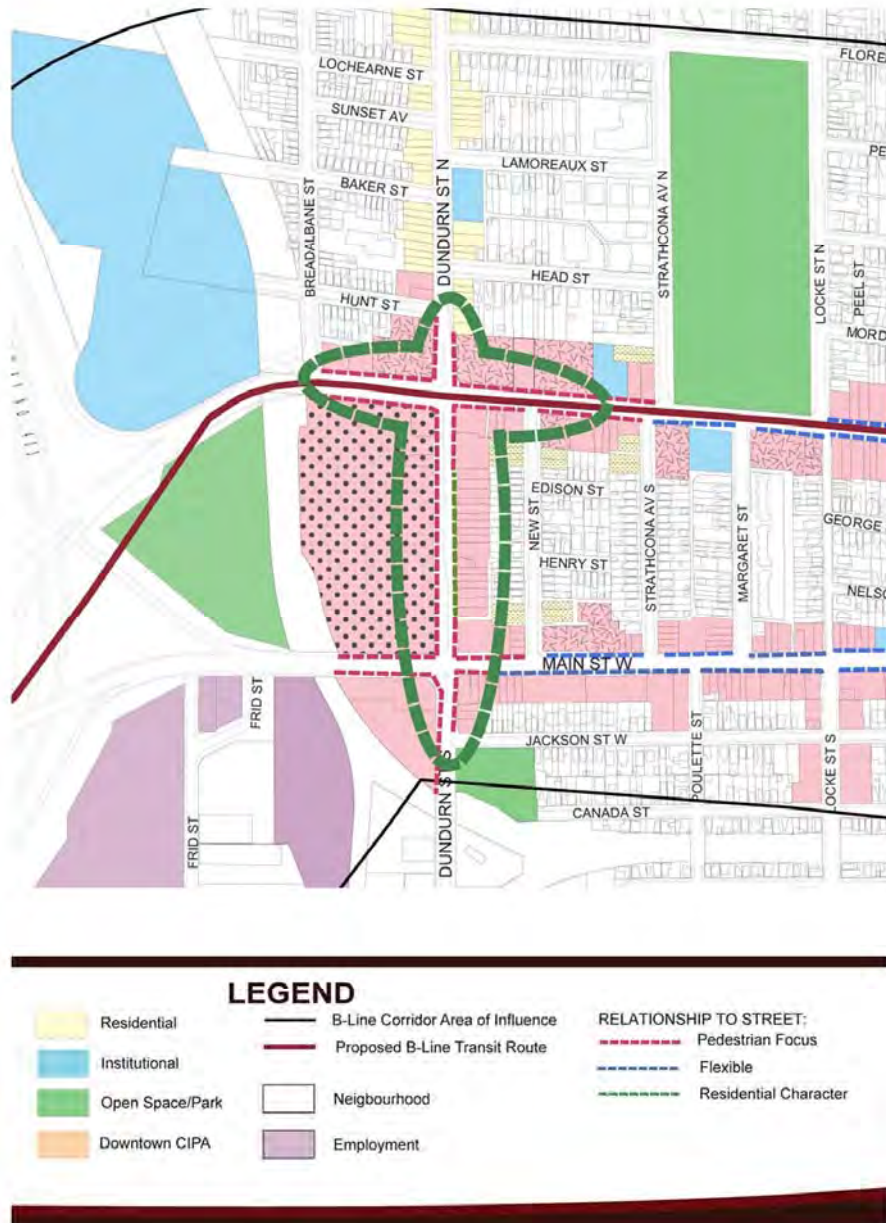 FLORE
LOCHEARNE ST
SUNSET AV
LAMOREAUX ST
PE
BAKER ST
BREADALBANE ST
DUNDURN ST N
STRATHCONA AV N
LOCKE ST N
PEEL ST
HEAD ST
HUNT ST
MORD
EDISON ST
NEW ST
STRATHCONA AV S
MARGARET ST
GEORGE
HENRY ST
NELSO
MAIN ST W
FRID ST
JACKSON ST W
POULETTE ST
LOCKE ST S
CANADA ST
FRID ST
DUNDURN ST S
LEGEND
Residential
Institutional
Open Space/Park
Downtown CIPA
B-Line Corridor Area of Influence
Proposed B-Line Transit Route
Neigbourhood
Employment
RELATIONSHIP TO STREET:
Pedestrian Focus
Flexible
Residential Character